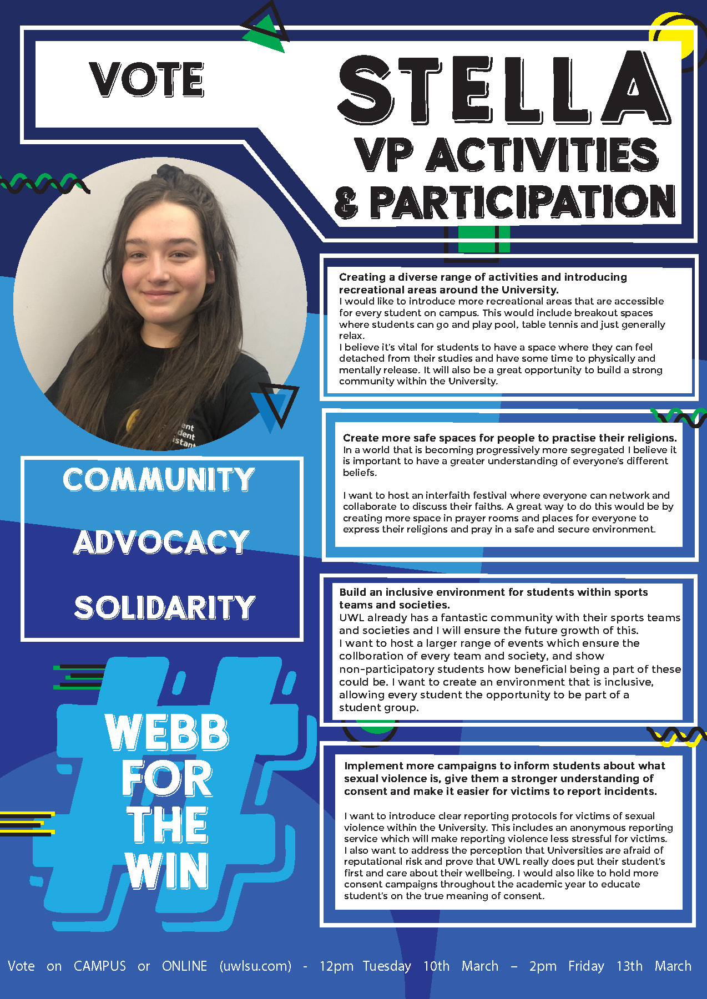 VOTE
STELLA
VP ACTIVITIES
& PARTICIPATION
ent
dent
istant
COMMUNITY
ADVOCACY
SOLIDARITY
#
WEBB
FOR
THE
WIN
Creating a diverse range of activities and introducing
recreational areas around the University.
I would like to introduce more recreational areas that are accessible
for every student on campus. This would include breakout spaces
where students can go and play pool, table tennis and just generally
relax.
I believe it's vital for students to have a space where they can feel
detached from their studies and have some time to physically and
mentally release. It will also be a great opportunity to build a strong
community within the University.
Create more safe spaces for people to practise their religions.
In a world that is becoming progressively more segregated I believe it
is important to have a greater understanding of everyone's different
beliefs.
I want to host an interfaith festival where everyone can network and
collaborate to discuss their faiths. A great way to do this would be by
creating more space in prayer rooms and places for everyone to
express their religions and pray in a safe and secure environment.
Build an inclusive environment for students within sports
teams and societies.
UWL already has a fantastic community with their sports teams
and societies and I will ensure the future growth of this.
I want to host a larger range of events which ensure the
collboration of every team and society, and show
non-participatory students how beneficial being a part of these
could be. I want to create an environment that is inclusive,
allowing every student the opportunity to be part of a
student group.
Implement more campaigns to inform students about what
sexual violence is, give them a stronger understanding of
consent and make it easier for victims to report incidents.
I want to introduce clear reporting protocols for victims of sexual
violence within the University. This includes an anonymous reporting
service which will make reporting violence less stressful for victims.
I also want to address the perception that Universities are afraid of
reputational risk and prove that UWL really does put their student's
first and care about their wellbeing. I would also like to hold more
consent campaigns throughout the academic year to educate
student's on the true meaning of consent.
Vote on CAMPUS or ONLINE (uwlsu.com) - 12pm Tuesday 10th March – 2pm Friday 13th March